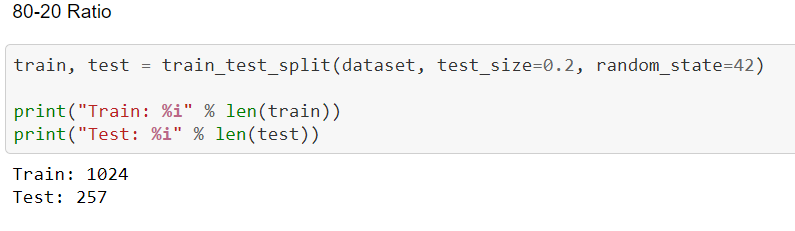 80-20 Ratio
train, test = train_test_split(dataset, test_size=0.2, random_state=42)
print("Train: %i" % len(train))
print("Test: %i" % len(test))
Train: 1024
Test: 257